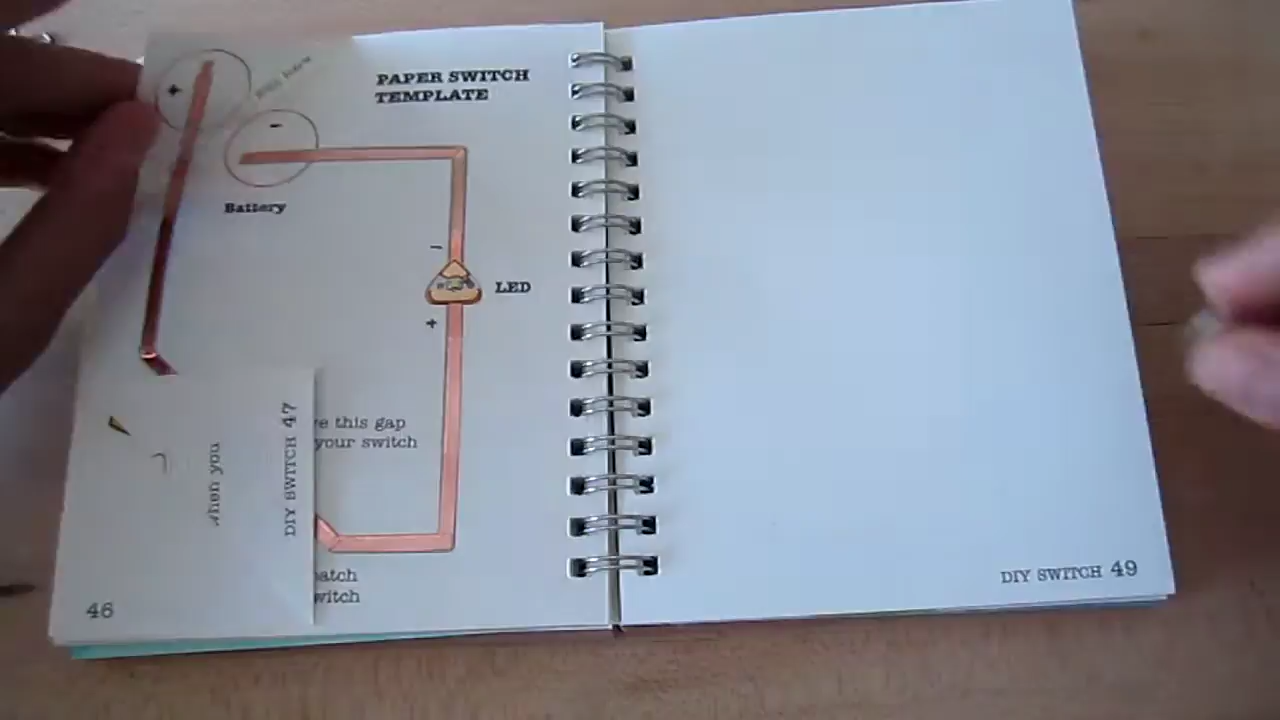 PAPER SWITCH
TEMPLATE
+
-
Battery
-
LED
+
e this gap
your switch
DIY SWITCH 47
when you
atch
witch
46
DIY SWITCH 49